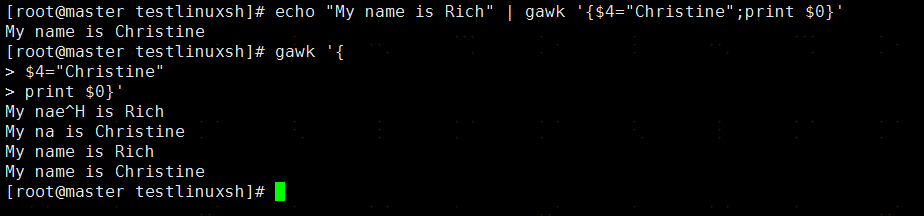 [root@master testlinuxsh]# echo "My name is Rich" | gawk '{$4="Christine";print $0}'
My name is Christine
[root@master testlinuxsh]# gawk '{
> $4="Christine"
> print $0}'
My nae^H is Rich
My na is Christine
My name is Rich
My name is Christine
[root@master testlinuxsh]#